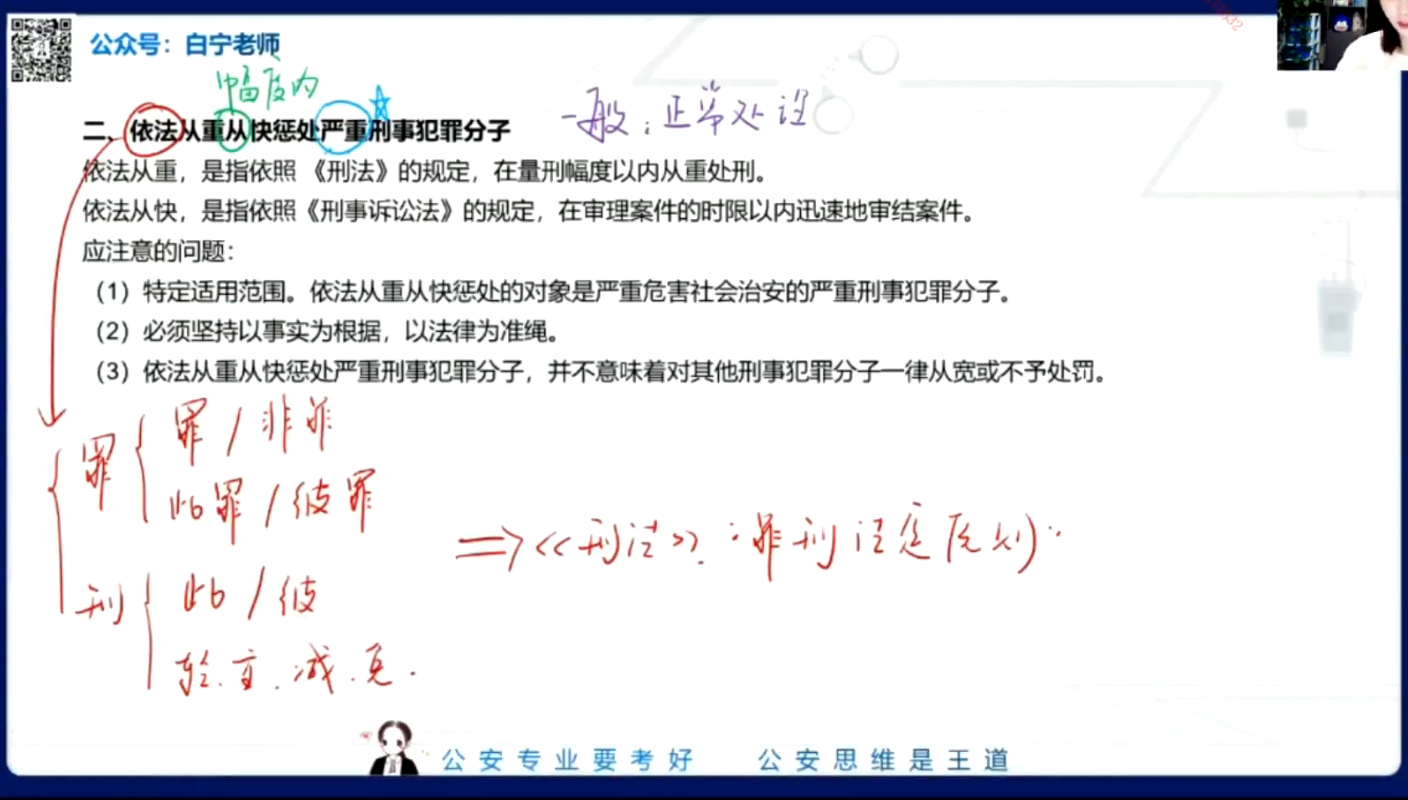 公众号：白宁老师
幅度内
一般：正常处理
二、依法从重从快惩处严重刑事犯罪分子
依法从重，是指依照 《刑法》的规定，在量刑幅度以内从重处刑。
依法从快，是指依照《刑事诉讼法》的规定，在审理案件的时限以内迅速地审结案件。
应注意的问题：
（1）特定适用范围。依法从重从快惩处的对象是严重危害社会治安的严重刑事犯罪分子。
（2）必须坚持以事实为根据，以法律为准绳。
（3）依法从重从快惩处严重刑事犯罪分子，并不意味着对其他刑事犯罪分子一律从宽或不予处罚。
罪
罪/非罪
此罪/彼罪
⇒《刑法》：罪刑法定原则
刑
此/彼
轻.重.减.免.
公安专业要考好 公安思维是王道